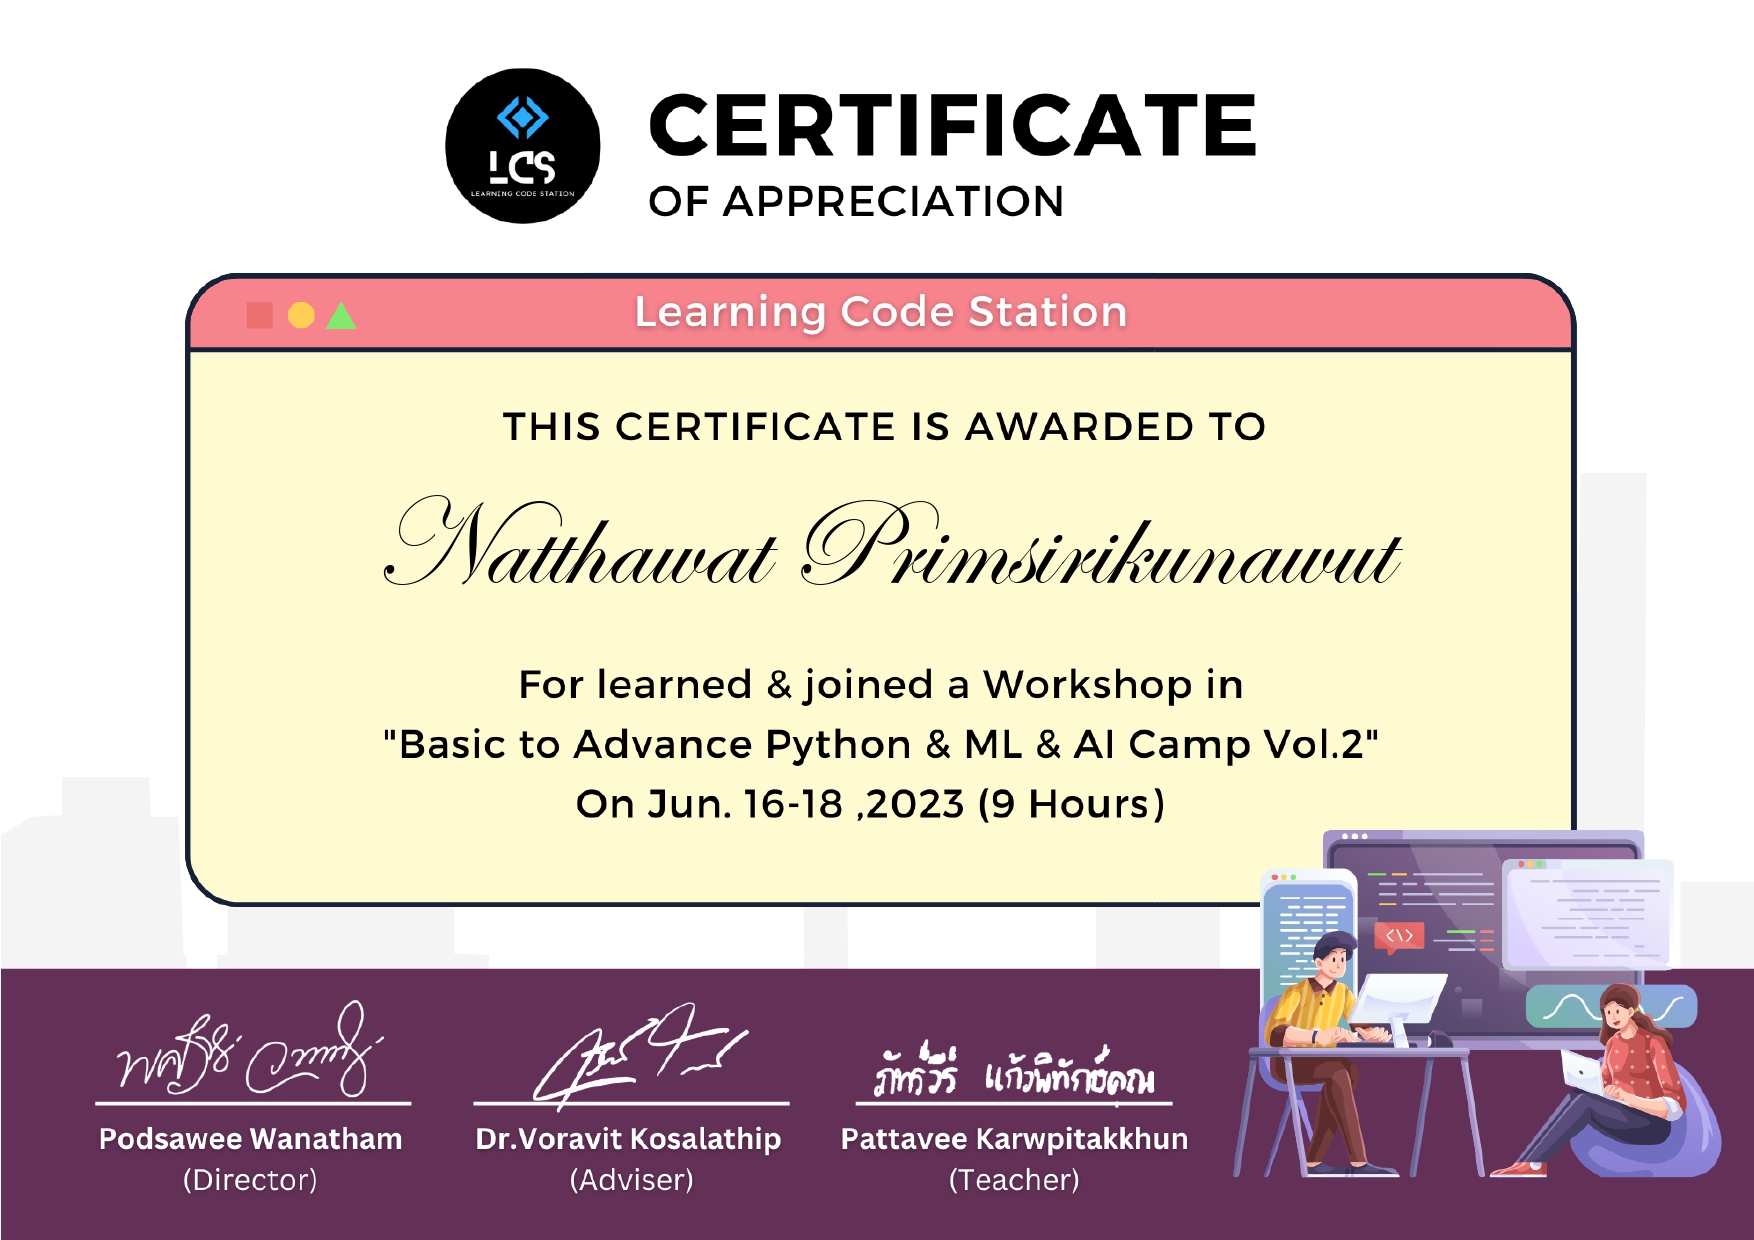 LCS
LEARNING CODE STATION
CERTIFICATE
OF APPRECIATION
Learning Code Station
THIS CERTIFICATE IS AWARDED TO
Natthawat Primsirikunawut
For learned & joined a Workshop in
"Basic to Advance Python & ML & AI Camp Vol.2"
On Jun. 16-18 ,2023 (9 Hours)
<\>
ภัทร์วีร์ แก้วพิทักษ์คุณ
Podsawee Wanatham
(Director)
Dr.Voravit Kosalathip
(Adviser)
Pattavee Karwpitakkhun
(Teacher)